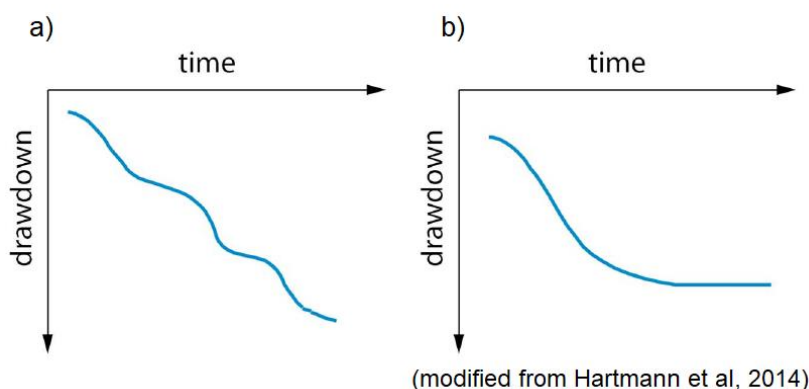 a)
time
drawdown
b)
time
drawdown
(modified from Hartmann et al, 2014)